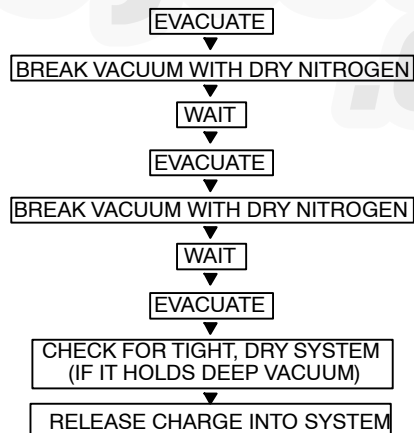 EVACUATE
BREAK VACUUM WITH DRY NITROGEN
WAIT
EVACUATE
BREAK VACUUM WITH DRY NITROGEN
WAIT
EVACUATE
CHECK FOR TIGHT, DRY SYSTEM
(IF IT HOLDS DEEP VACUUM)
RELEASE CHARGE INTO SYSTEM